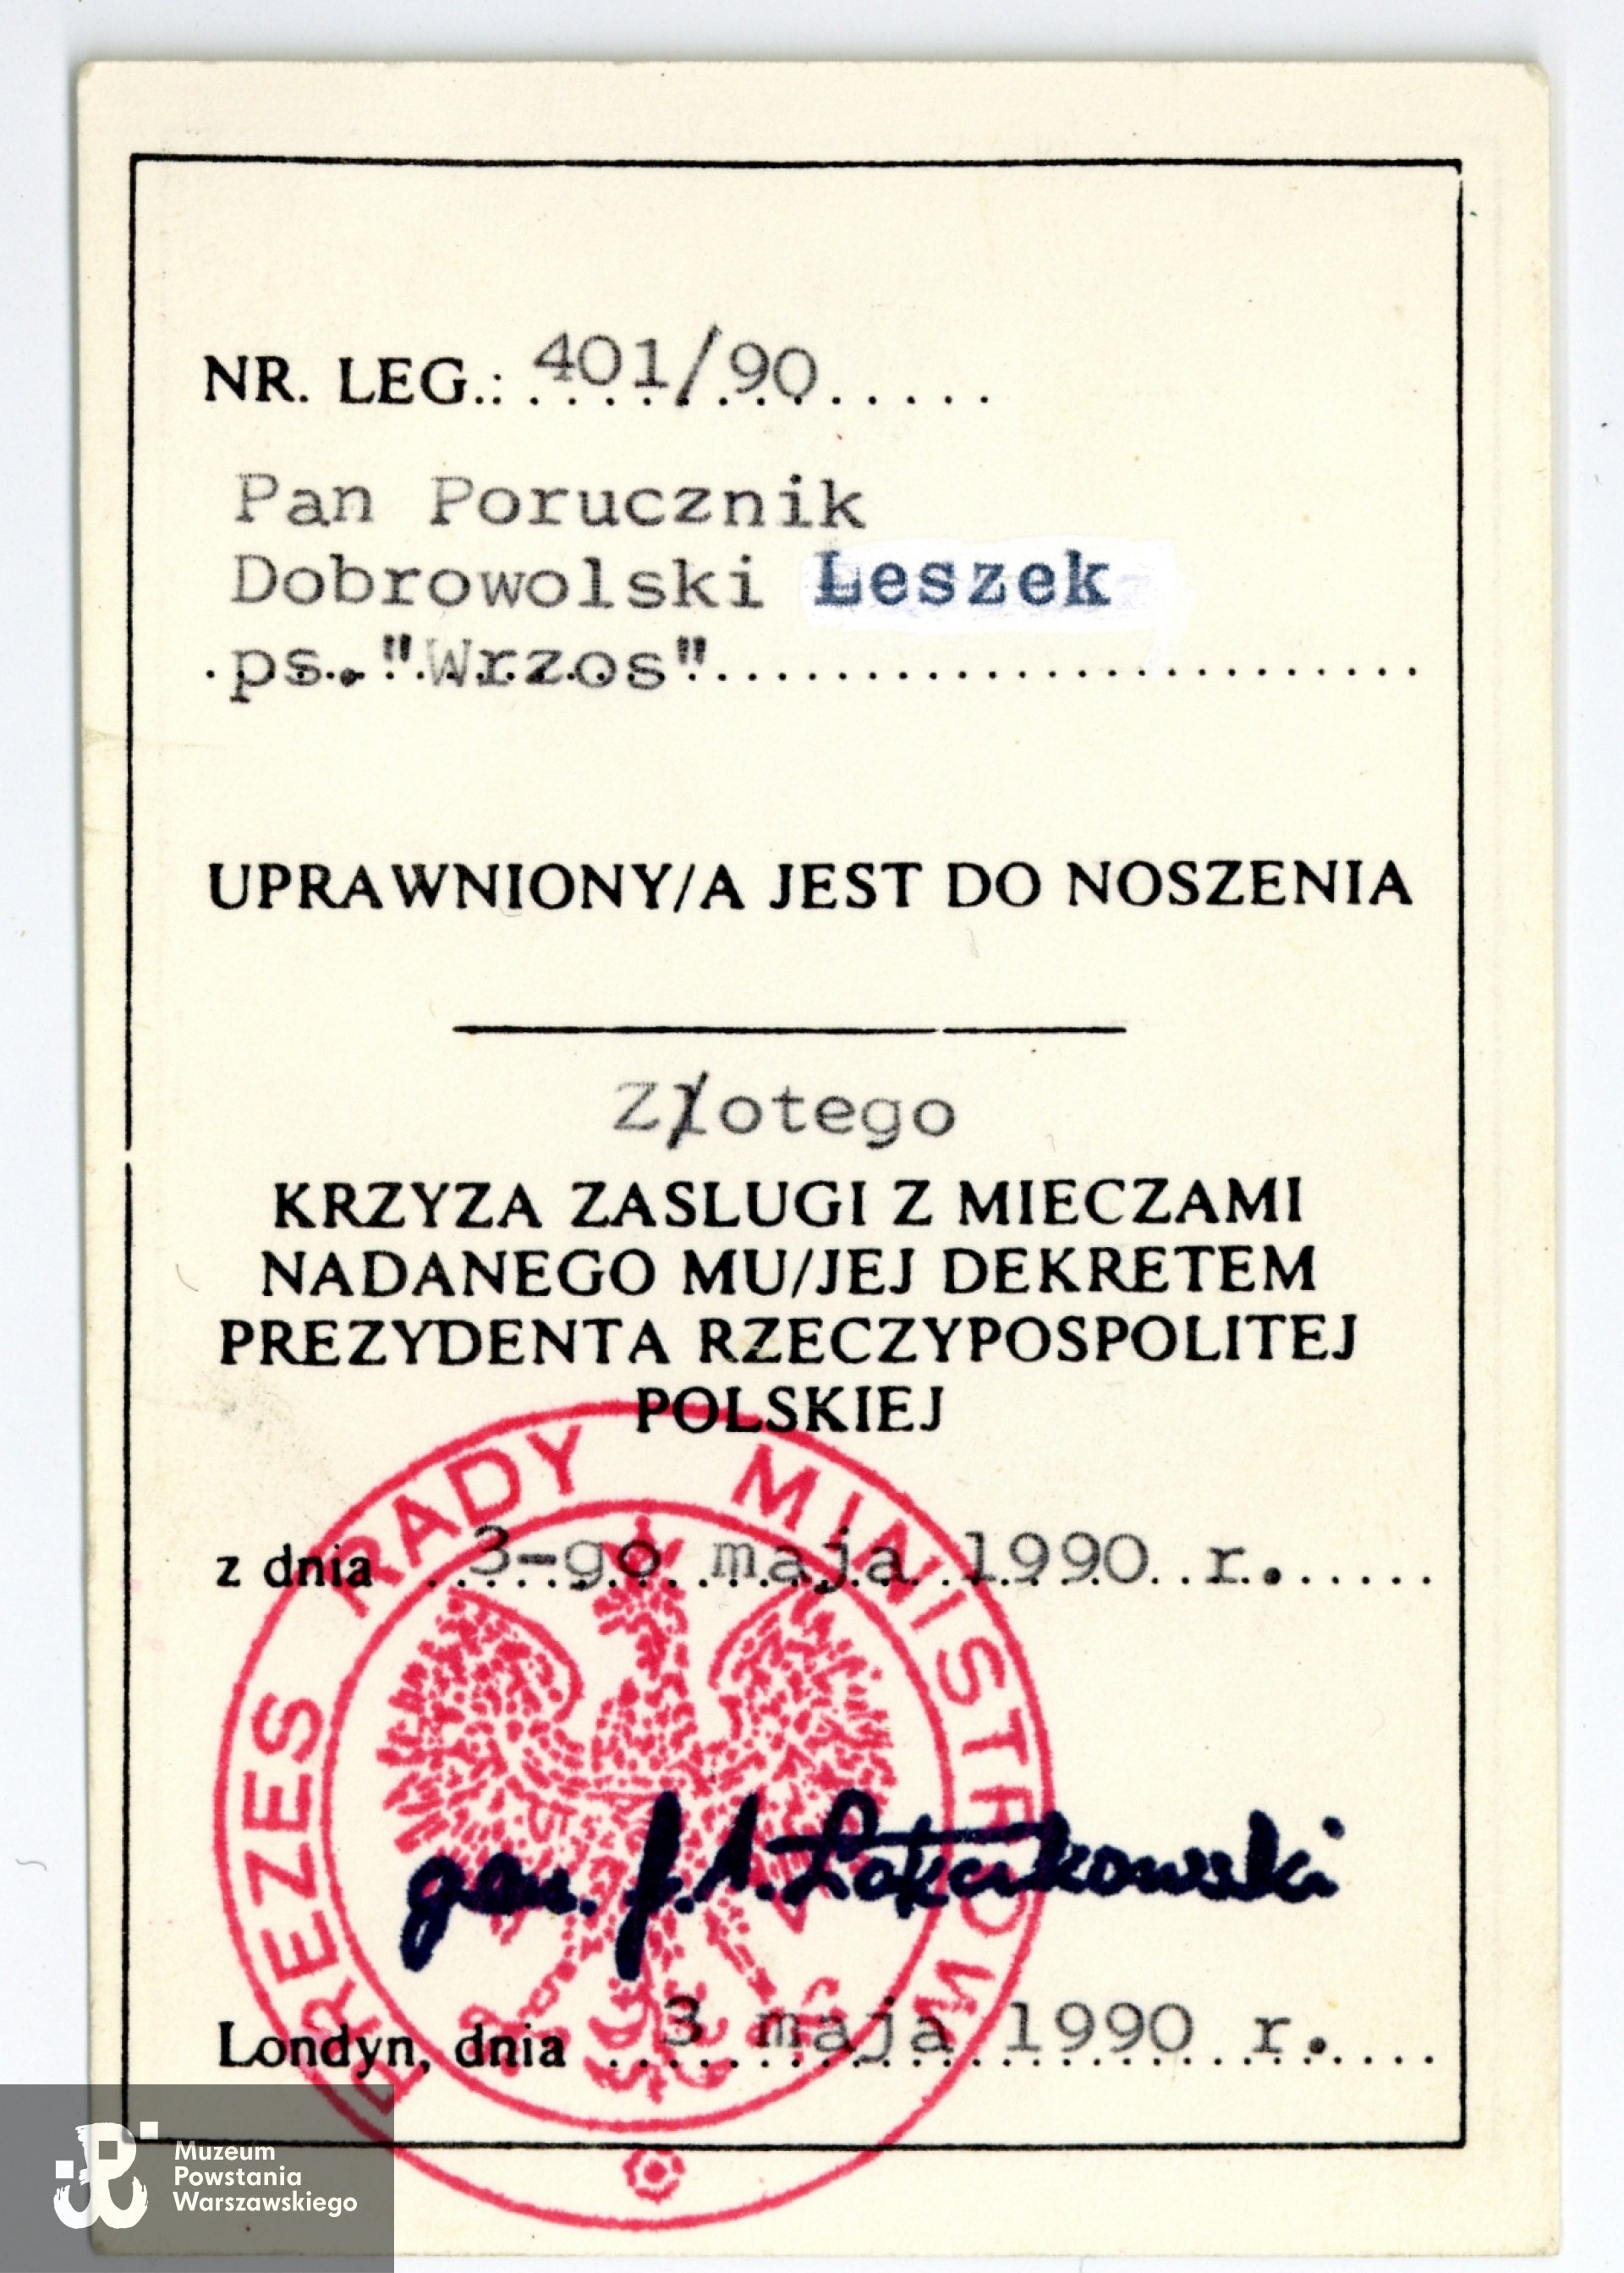 NR. LEG.: 401/90
Pan Porucznik
Dobrowolski Leszek
ps. "Wrzos"
UPRAWNIONY/A JEST DO NOSZENIA
Złotego
KRZYZA ZASLUGI Z MIECZAMI
NADANEGO MU/JEJ DEKRETEM
PREZYDENTA RZECZYPOSPOLITEJ
POLSKIEJ
z dnia 3-go maja 1990 r.
PREZES RADY MINISTRÓW
gen. J.
Londyn, dnia 3 maja 1990 r.
Muzeum
Powstania
Warszawskiego